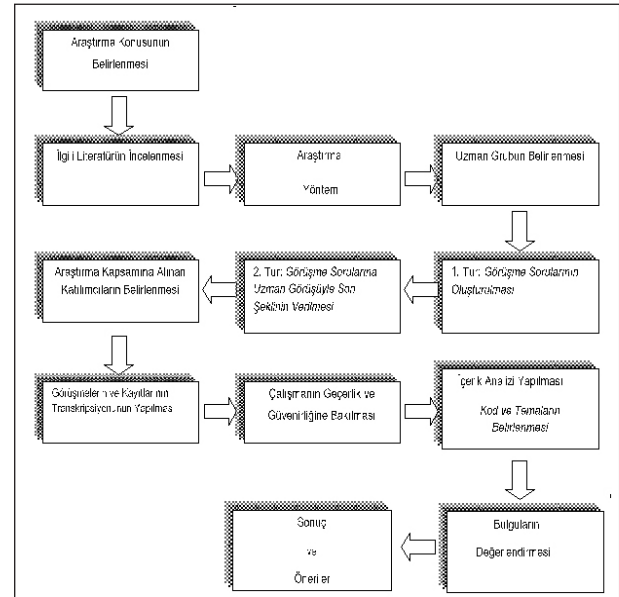 Araştırma Konusunun
Belirlenmesi
İlgili Literatürün İncelenmesi
Araştırma
Yöntem
Uzman Grubun Belirlenmesi
1. Tur: Görüşme Sorularının
Oluşturulması
2. Tur: Görüşme Sorularına
Uzman Görüşüyle Son
Şeklinin Verilmesi
Araştırma Kapsamına Alınan
Katılımcıların Belirlenmesi
Görüşmelerin ve Kayıtlarının
Transkripsiyonunun Yapılması
Çalışmanın Geçerlik ve
Güvenirliğine Bakılması
İçerik Analizi Yapılması
Kod ve Temaların
Belirlenmesi
Bulguların
Değerlendirmesi
Sonuç
ve
Öneriler